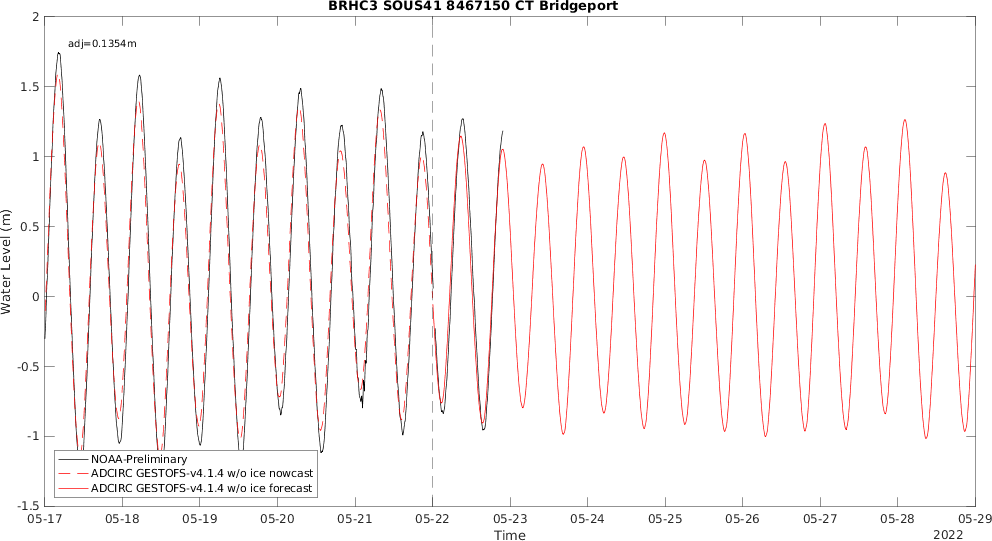 BRHC3 SOUS41 8467150 CT Bridgeport
adj=0.1354m
2
1.5
1
0.5
0
-0.5
-1
-1.5
Water Level (m)
NOAA-Preliminary
ADCIRC GESTOFS-v4.1.4 w/o ice nowcast
ADCIRC GESTOFS-v4.1.4 w/o ice forecast
05-17 05-18 05-19 05-20 05-21 05-22 05-23 05-24 05-25 05-26 05-27 05-28 05-29
Time
2022